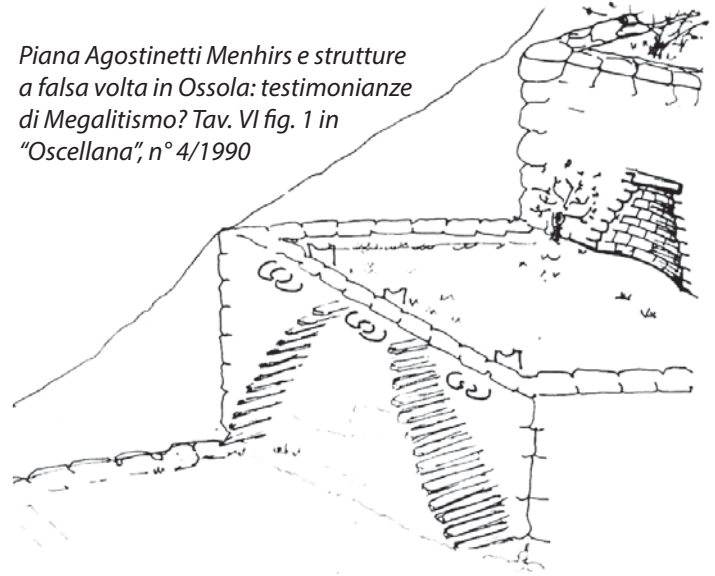 Piana Agostinetti Menhirs e strutture
a falsa volta in Ossola: testimonianze
di Megalitismo? Tav. VI fig. 1 in
“Oscellana”, n° 4/1990